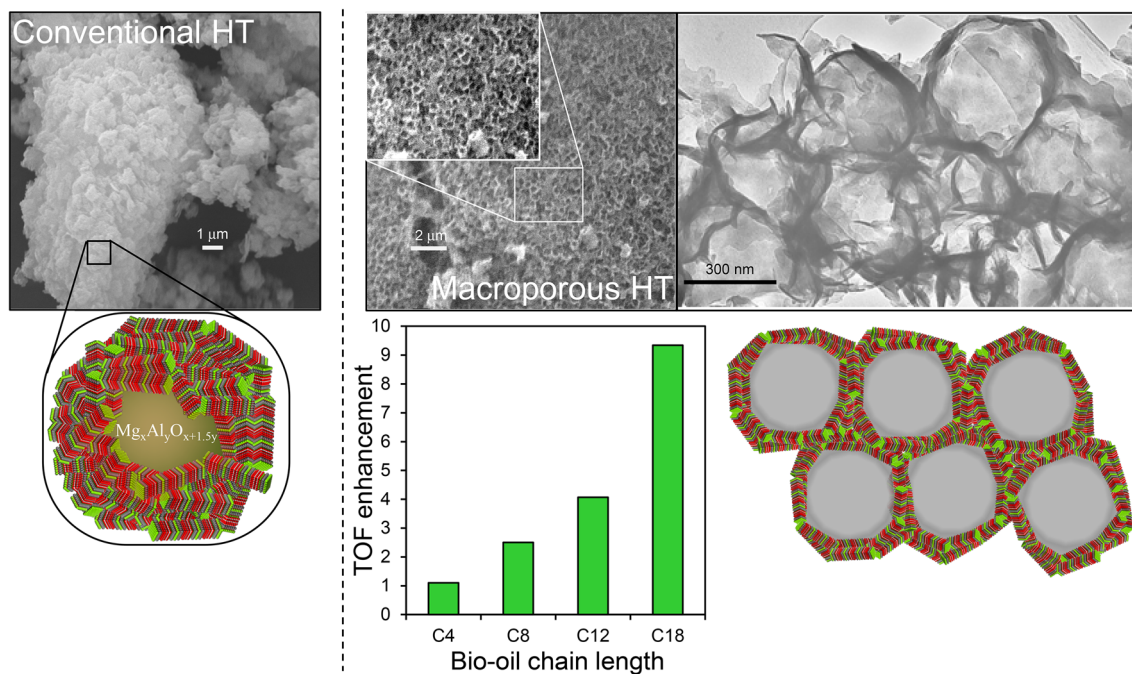 Conventional HT
1 µm
MgxAlyOx+1.5y
2 µm
Macroporous HT
300 nm
TOF enhancement
10
9
8
7
6
5
4
3
2
1
0
C4 C8 C12 C18
Bio-oil chain length